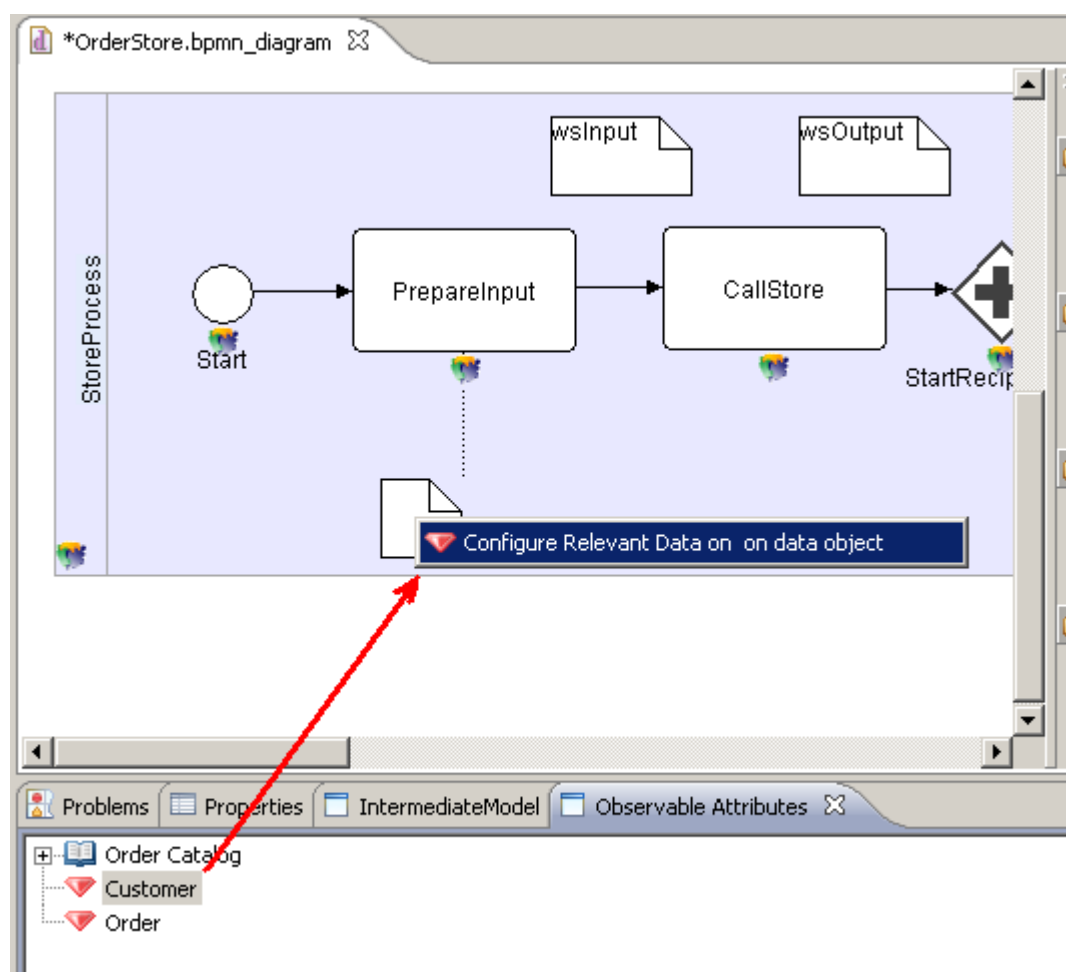 *OrderStore.bpmn_diagram
wsInput
wsOutput
StoreProcess
PrepareInput
CallStore
Start
StartRecip
Configure Relevant Data on  on data object
Problems
Properties
IntermediateModel
Observable Attributes
Order Catalog
Customer
Order